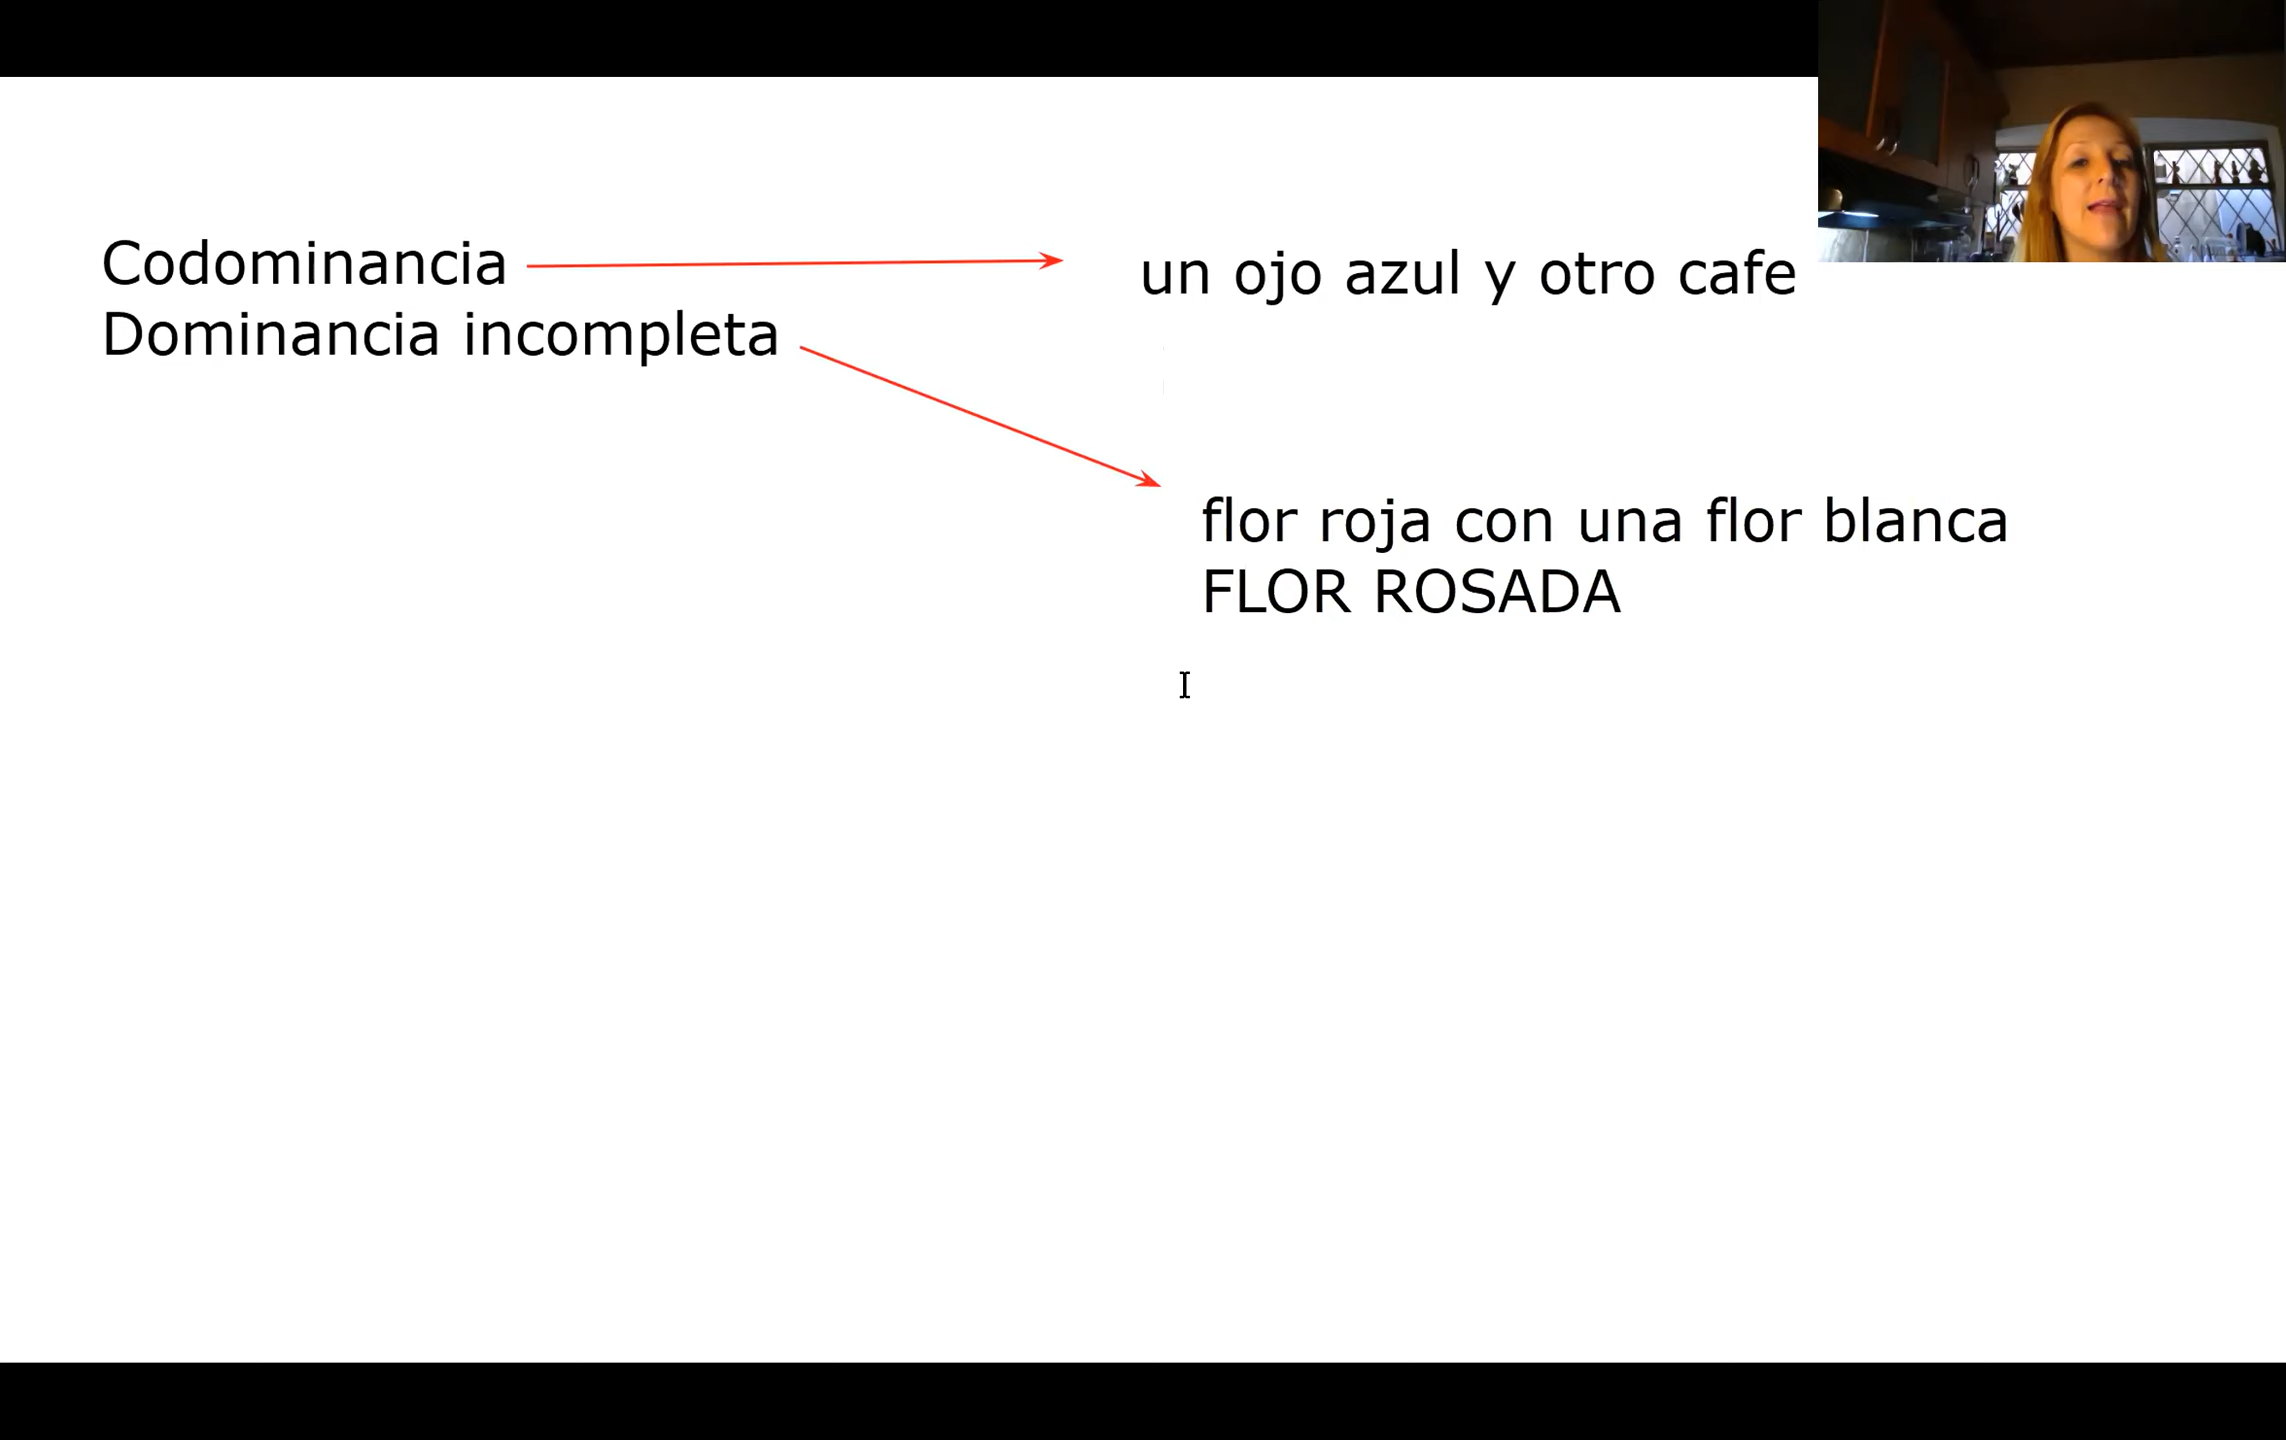 Codominancia
un ojo azul y otro cafe
Dominancia incompleta
flor roja con una flor blanca
FLOR ROSADA